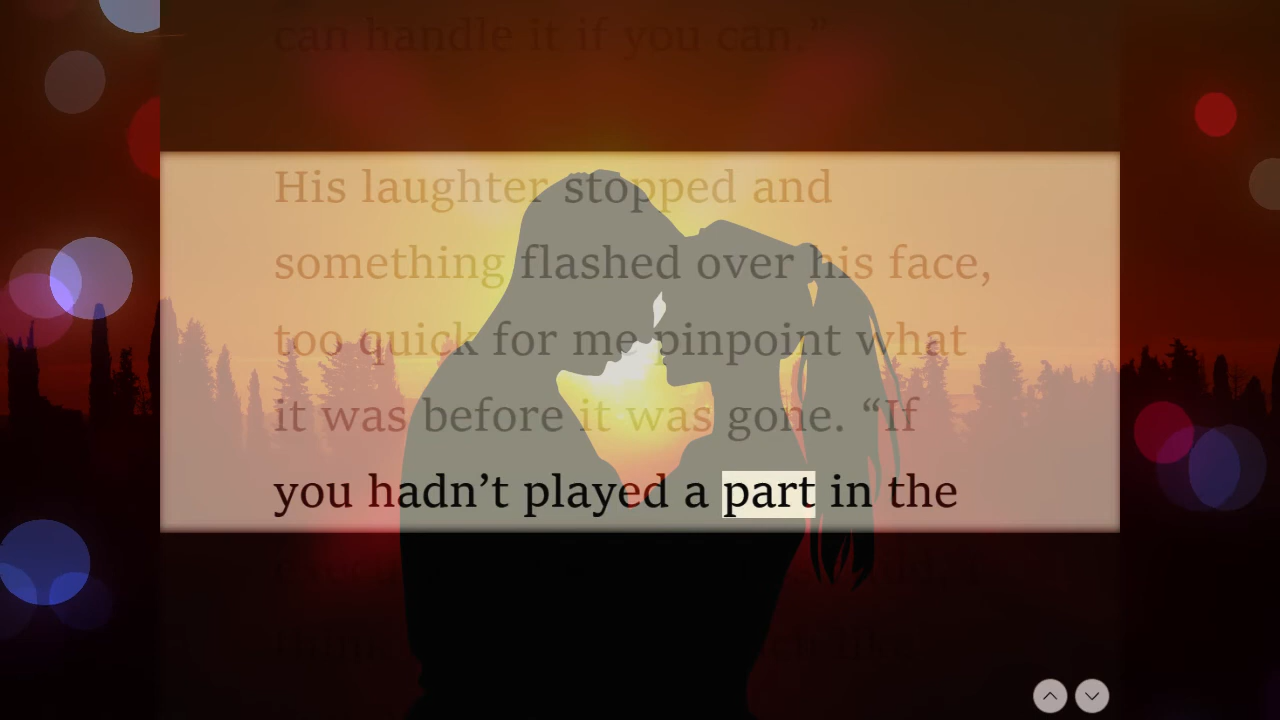 can handle it if you can.”
His laughter stopped and
something flashed over his face,
too quick for me pinpoint what
it was before it was gone. “If
you hadn’t played a part in the